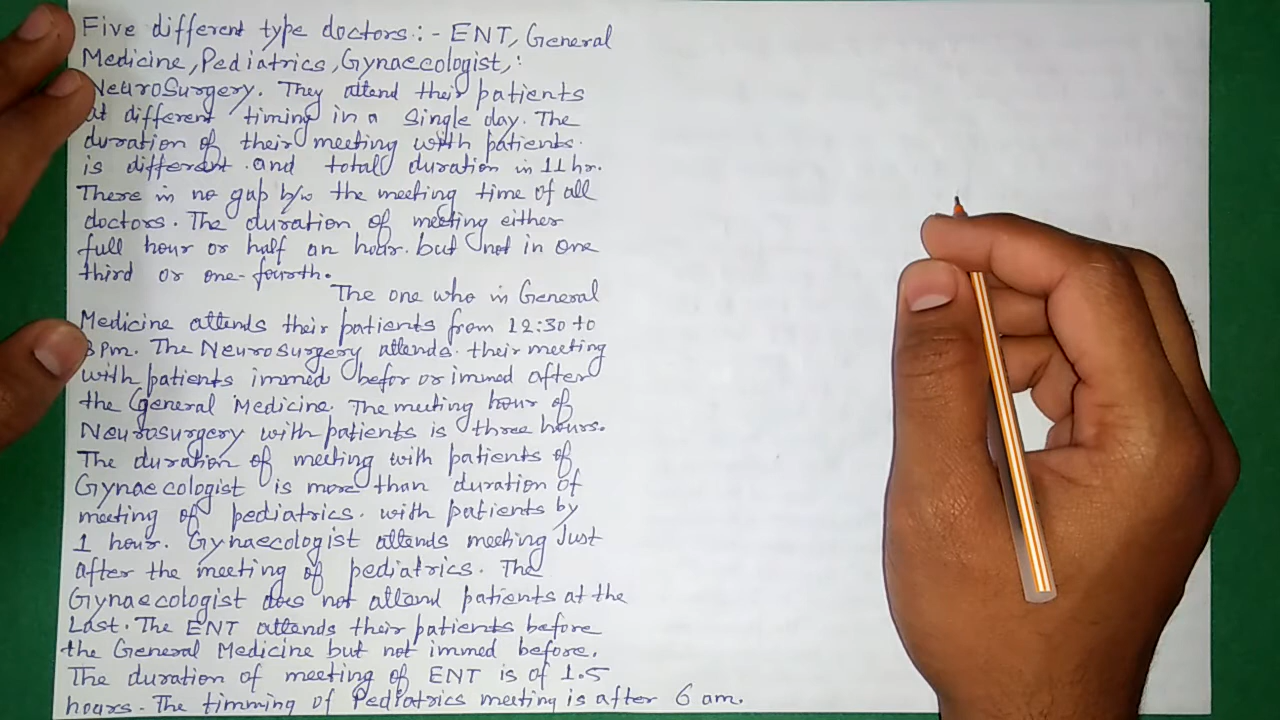 Five different type doctors:- ENT, General
Medicine, Pediatrics, Gynaecologist,:
NeuroSurgery. They attend their patients
at different timing in a single day. The
duration of their meeting with patients.
is different and total duration in 11 hr.
There is no gap b/w the meeting time of all
doctors. The duration of meeting either
full hour or half an hour. but not in one
third or one-fourth.
The one who in General
Medicine attends their patients from 12:30 to
3 Pm. The NeuroSurgery attends their meeting
with patients immed befor or immed after
the General Medicine. The meeting hour of
Neurosurgery with patients is three hours.
The duration of meeting with patients of
Gynaecologist is more than duration of
meeting of pediatrics. with patients by
1 hour. Gynaecologist attends meeting Just
after the meeting of pediatrics. The
Gynaecologist does not attend patients at the
Last. The ENT attends their patients before
the General Medicine but not immed before.
The duration of meeting of ENT is of 1.5
hours. The timming of Pediatrics meeting is after 6 am.